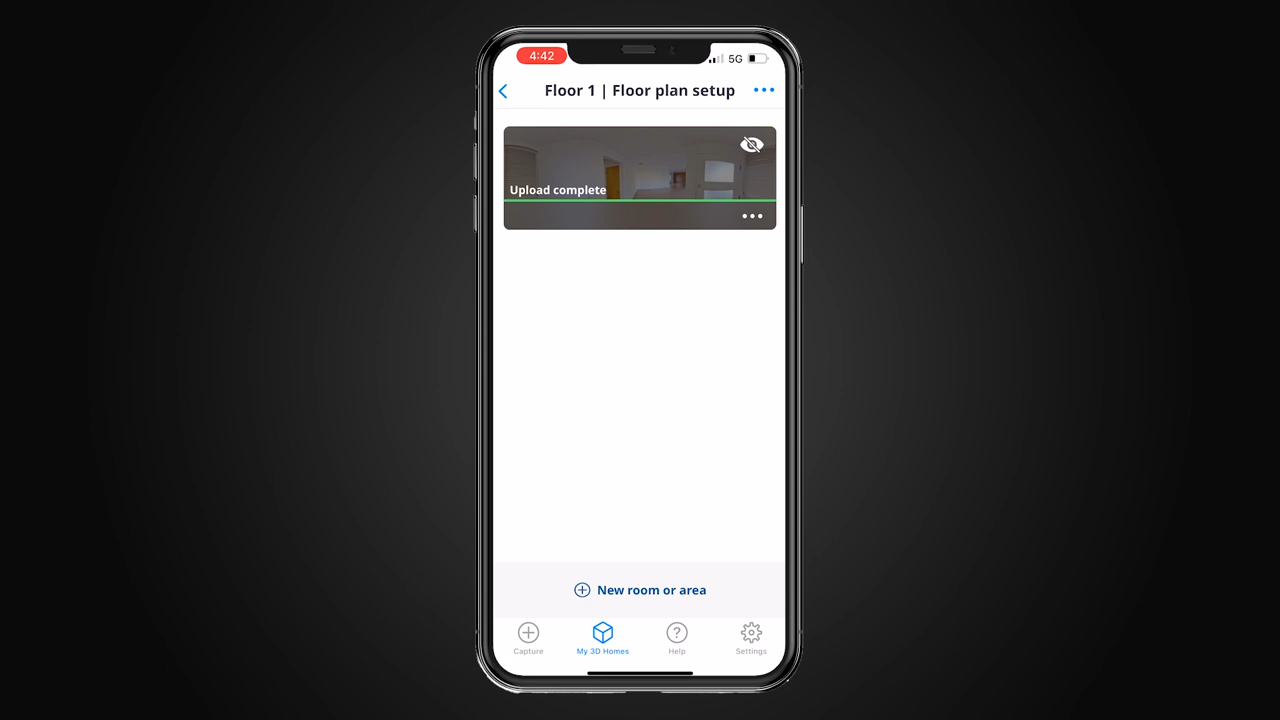 4:42
5G
Floor 1 | Floor plan setup
Upload complete
New room or area
Capture
My 3D Homes
Help
Settings